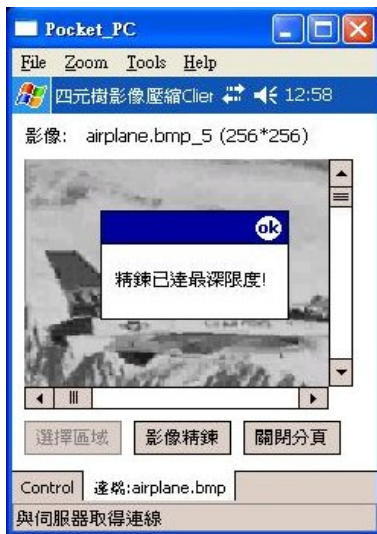 Pocket_PC
File Zoom Tools Help
四元樹影像壓縮Clier 12:58
影像: airplane.bmp_5 (256*256)
ok
精鍊已達最深限度!
選擇區域 影像精鍊 關閉分頁
Control 遠端:airplane.bmp
與伺服器取得連線